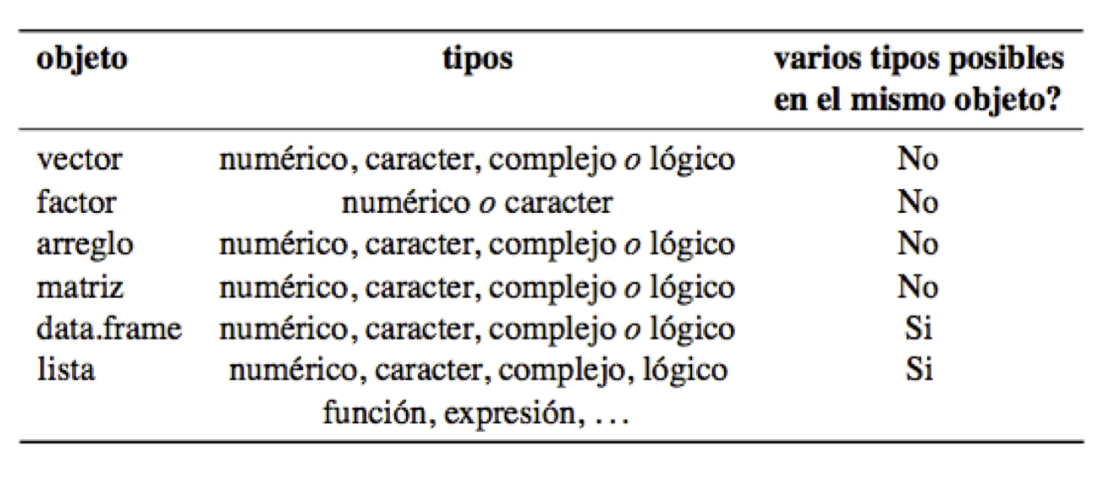 objeto tipos varios tipos posibles
en el mismo objeto?
vector numérico, caracter, complejo o lógico No
factor numérico o caracter No
arreglo numérico, caracter, complejo o lógico No
matriz numérico, caracter, complejo o lógico No
data.frame numérico, caracter, complejo o lógico Si
lista numérico, caracter, complejo, lógico Si
función, expresión, ...